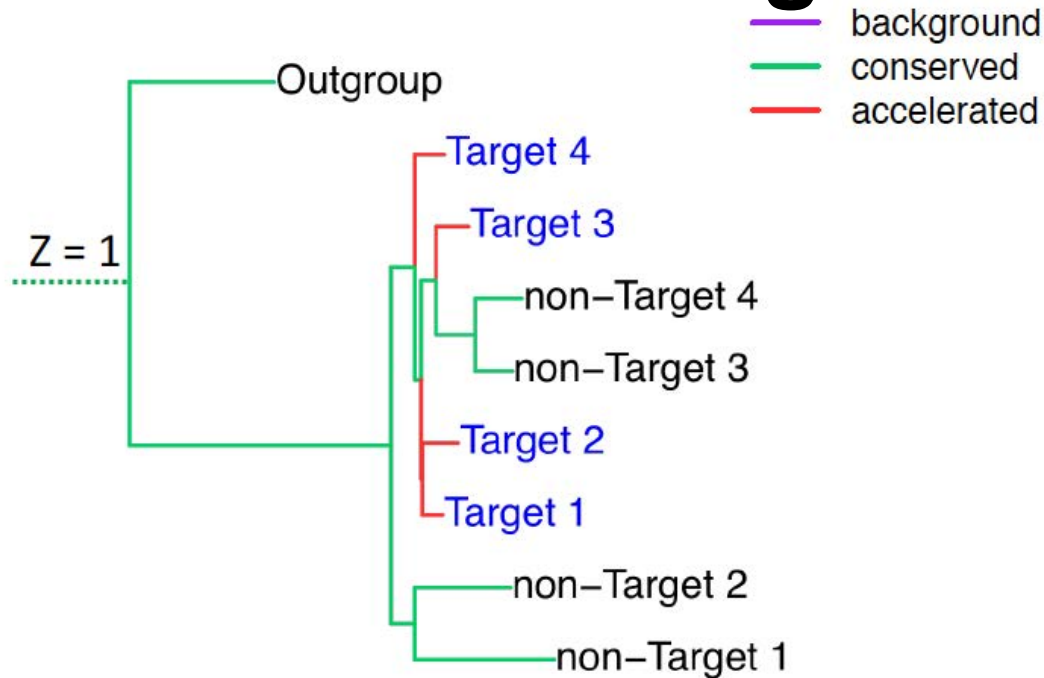 background
conserved
accelerated
Outgroup
Target 4
Target 3
Z = 1
non−Target 4
non−Target 3
Target 2
Target 1
non−Target 2
non−Target 1